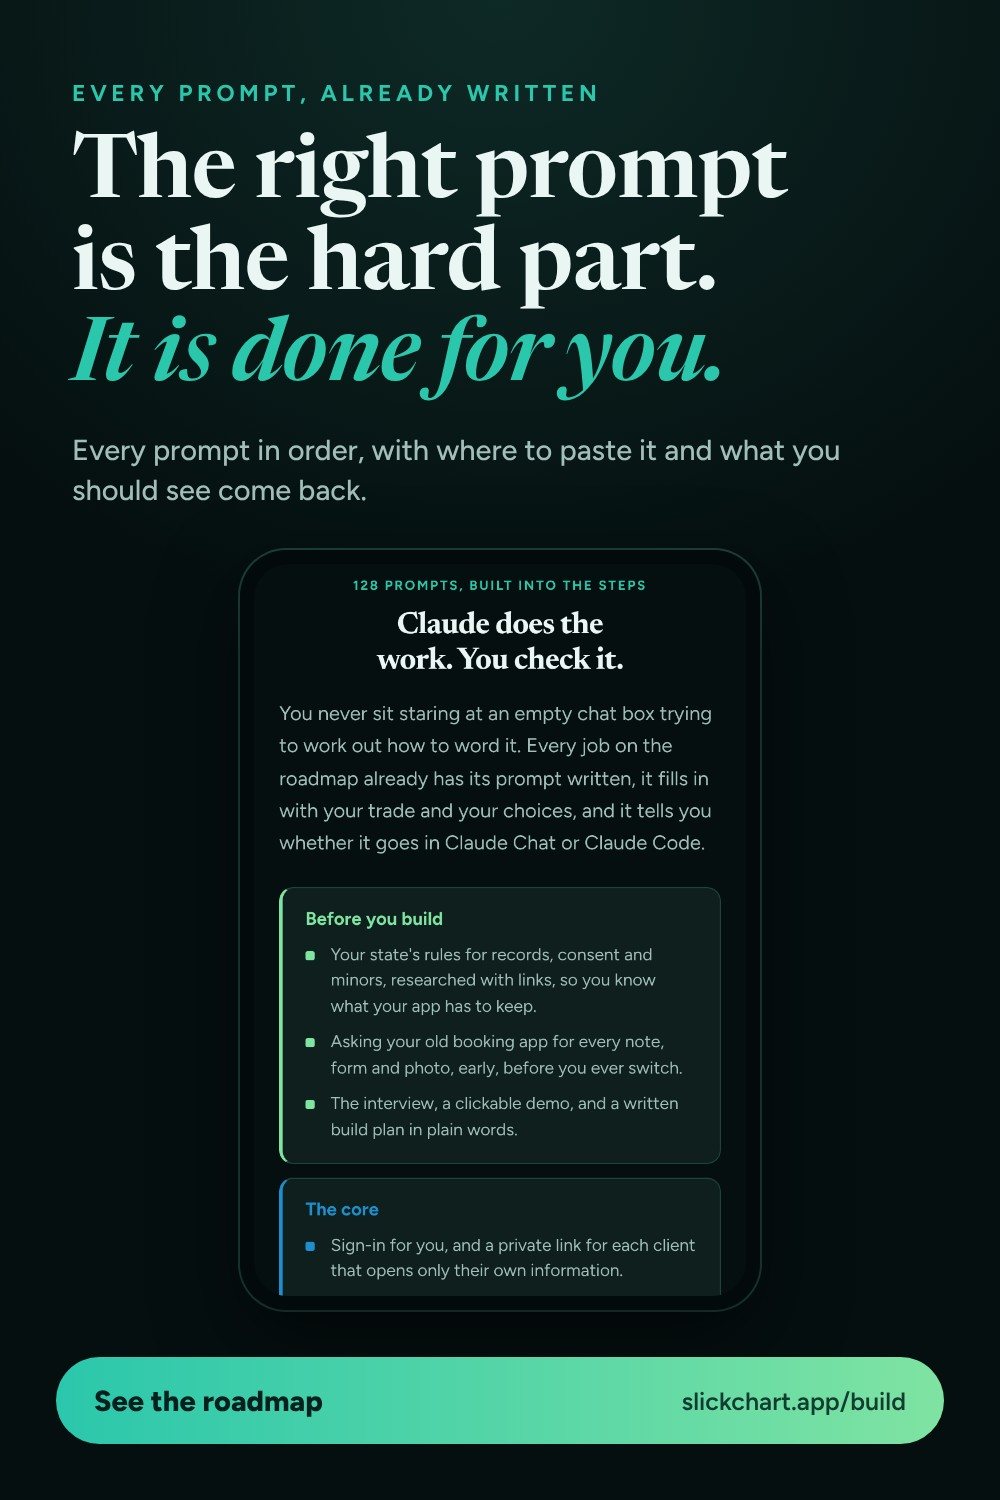 EVERY PROMPT, ALREADY WRITTEN
The right prompt
is the hard part.
It is done for you.
Every prompt in order, with where to paste it and what you
should see come back.
128 PROMPTS, BUILT INTO THE STEPS
Claude does the
work. You check it.
You never sit staring at an empty chat box trying
to work out how to word it. Every job on the
roadmap already has its prompt written, it fills in
with your trade and your choices, and it tells you
whether it goes in Claude Chat or Claude Code.
Before you build
Your state's rules for records, consent and
minors, researched with links, so you know
what your app has to keep.
Asking your old booking app for every note,
form and photo, early, before you ever switch.
The interview, a clickable demo, and a written
build plan in plain words.
The core
Sign-in for you, and a private link for each client
that opens only their own information.
See the roadmap
slickchart.app/build